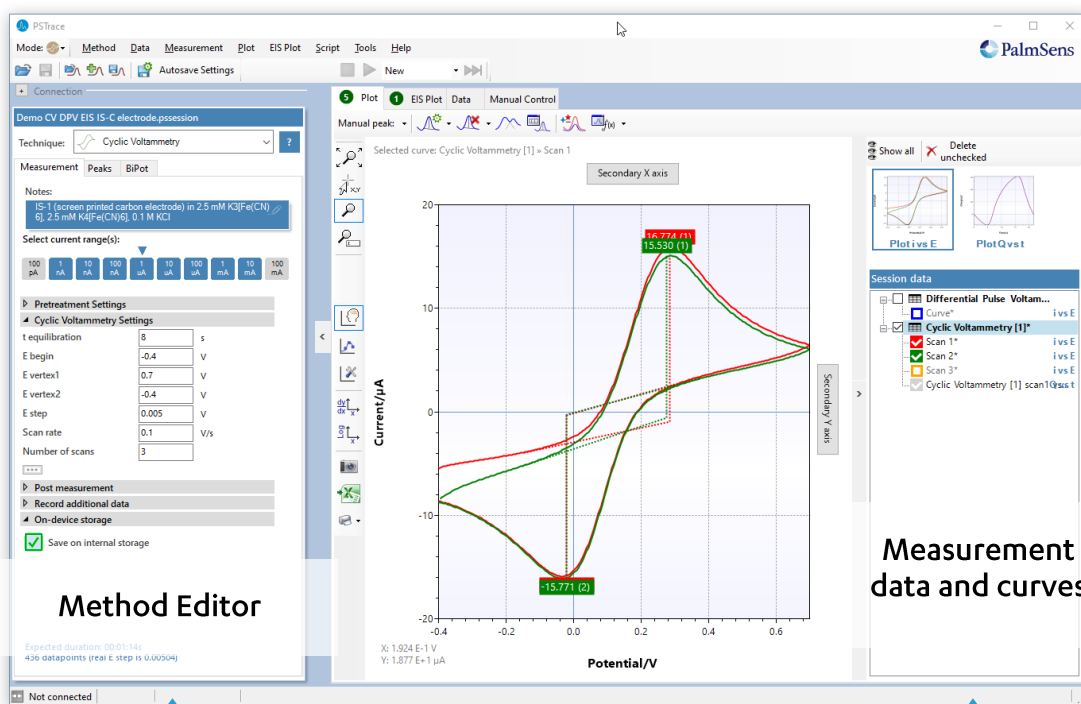 PSTrace
Mode:
Method Data Measurement Plot EIS Plot Script Tools Help
PalmSens
Autosave Settings
New
Connection
Demo CV DPV EIS IS-C electrode.pssession
Technique: Cyclic Voltammetry ?
Measurement Peaks BiPot
Notes:
IS-1 (screen printed carbon electrode) in 2.5 mM K3[Fe(CN)
6], 2.5 mM K4[Fe(CN)6], 0.1 M KCl
Select current range(s):
100 pA 1 nA 10 nA 100 nA 1 uA 10 uA 100 uA 1 mA 10 mA 100 mA
Pretreatment Settings
Cyclic Voltammetry Settings
t equilibration 8 s
E begin -0.4 V
E vertex1 0.7 V
E vertex2 -0.4 V
E step 0.005 V
Scan rate 0.1 V/s
Number of scans 3
Post measurement
Record additional data
On-device storage
Save on internal storage
Method Editor
Expected duration: 00:01:14s
436 datapoints (real E step is 0.00504)
Not connected
5 Plot 1 EIS Plot Data Manual Control
Manual peak:
f(x)
Selected curve: Cyclic Voltammetry [1] » Scan 1
Secondary X axis
X,Y
dy
dx
x
Log
x
20
10
0
-10
-20
Current/µA
16.774 (1)
15.530 (1)
-15.771 (2)
-0.4 -0.2 0.0 0.2 0.4 0.6
X: 1.924 E-1 V
Y: 1.877 E+1 µA
Potential/V
Secondary Y axis
Show all
Delete
unchecked
Plot i vs E
Plot Q vs t
Session data
Differential Pulse Voltam...
Curve* i vs E
Cyclic Voltammetry [1]*
Scan 1* i vs E
Scan 2* i vs E
Scan 3* i vs E
Cyclic Voltammetry [1] scan1
Measurement
data and curves